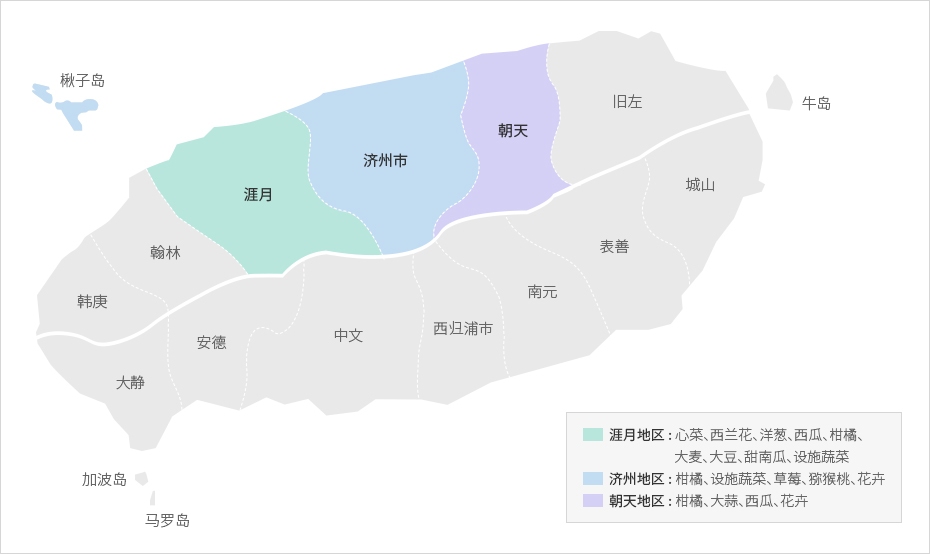 楸子岛
旧左
牛岛
朝天
济州市
城山
涯月
表善
翰林
南元
韩庚
西归浦市
中文
安德
大静
涯月地区 : 心菜、西兰花、洋葱、西瓜、柑橘、
大麦、大豆、甜南瓜、设施蔬菜
济州地区 : 柑橘、设施蔬菜、草莓、猕猴桃、花卉
朝天地区 : 柑橘、大蒜、西瓜、花卉
加波岛
马罗岛